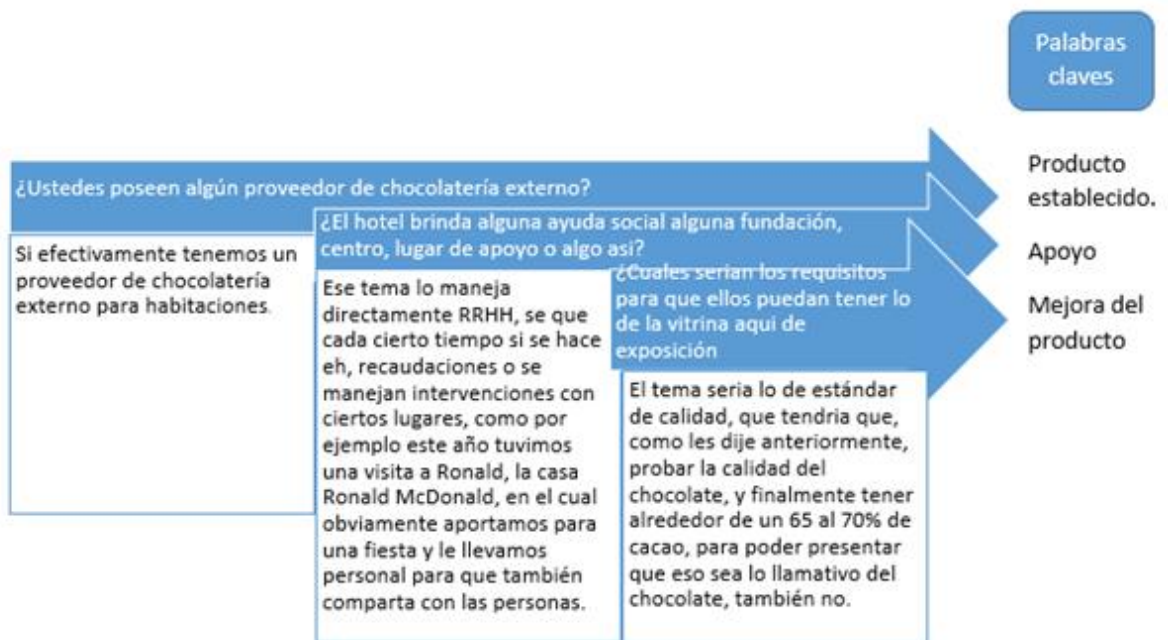 Palabras
claves
¿Ustedes poseen algún proveedor de chocolatería externo?
Si efectivamente tenemos un
proveedor de chocolatería
externo para habitaciones.
¿El hotel brinda alguna ayuda social alguna fundación,
centro, lugar de apoyo o algo asi?
Ese tema lo maneja
directamente RRHH, se que
cada cierto tiempo si se hace
eh, recaudaciones o se
manejan intervenciones con
ciertos lugares, como por
ejemplo este año tuvimos
una visita a Ronald, la casa
Ronald McDonald, en el cual
obviamente aportamos para
una fiesta y le llevamos
personal para que también
comparta con las personas.
¿Cuales serian los requisitos
para que ellos puedan tener lo
de la vitrina aqui de
exposición
El tema seria lo de estándar
de calidad, que tendria que,
como les dije anteriormente,
probar la calidad del
chocolate, y finalmente tener
alrededor de un 65 al 70% de
cacao, para poder presentar
que eso sea lo llamativo del
chocolate, también no.
Producto
establecido.
Apoyo
Mejora del
producto